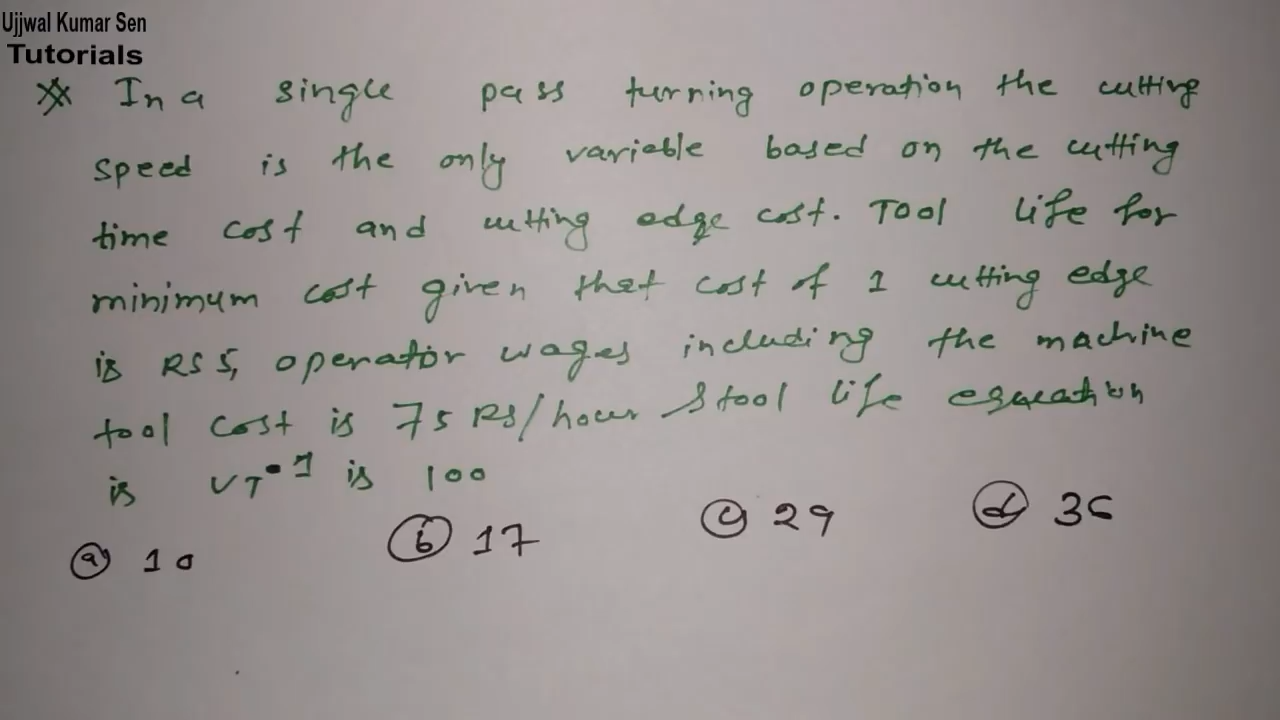 Ujjwal Kumar Sen
Tutorials
In a single pass turning operation the cutting
speed is the only variable based on the cutting
time cost and cutting edge cost. Tool life for
minimum cost given that cost of 1 cutting edge
is RS 5, operator wages including the machine
tool cost is 75 RS/hour & tool life equation
is VT^.1 is 100
(a) 10 (b) 17 (c) 29 (d) 36